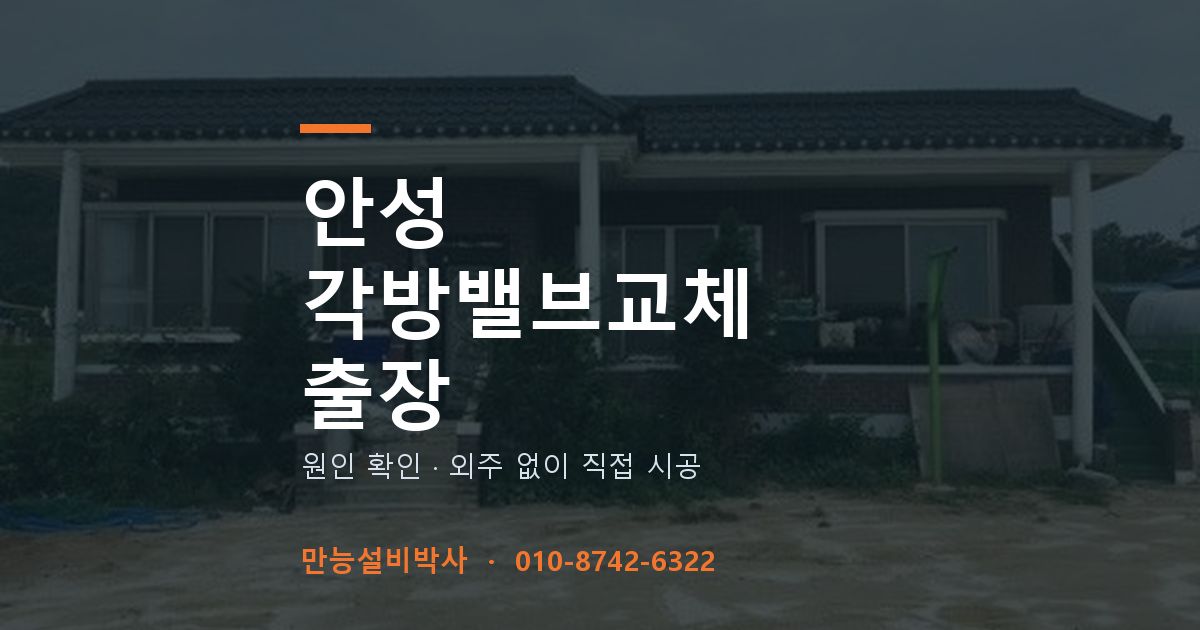 안성
각방밸브교체
출장
원인 확인 · 외주 없이 직접 시공
만능설비박사 · 010-8742-6322